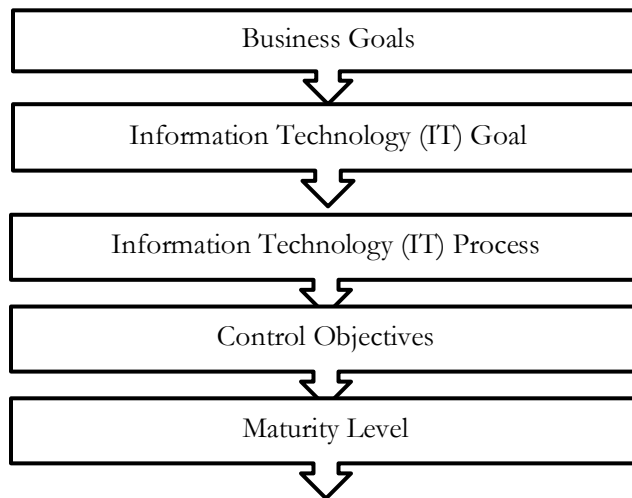 Business Goals
Information Technology (IT) Goal
Information Technology (IT) Process
Control Objectives
Maturity Level